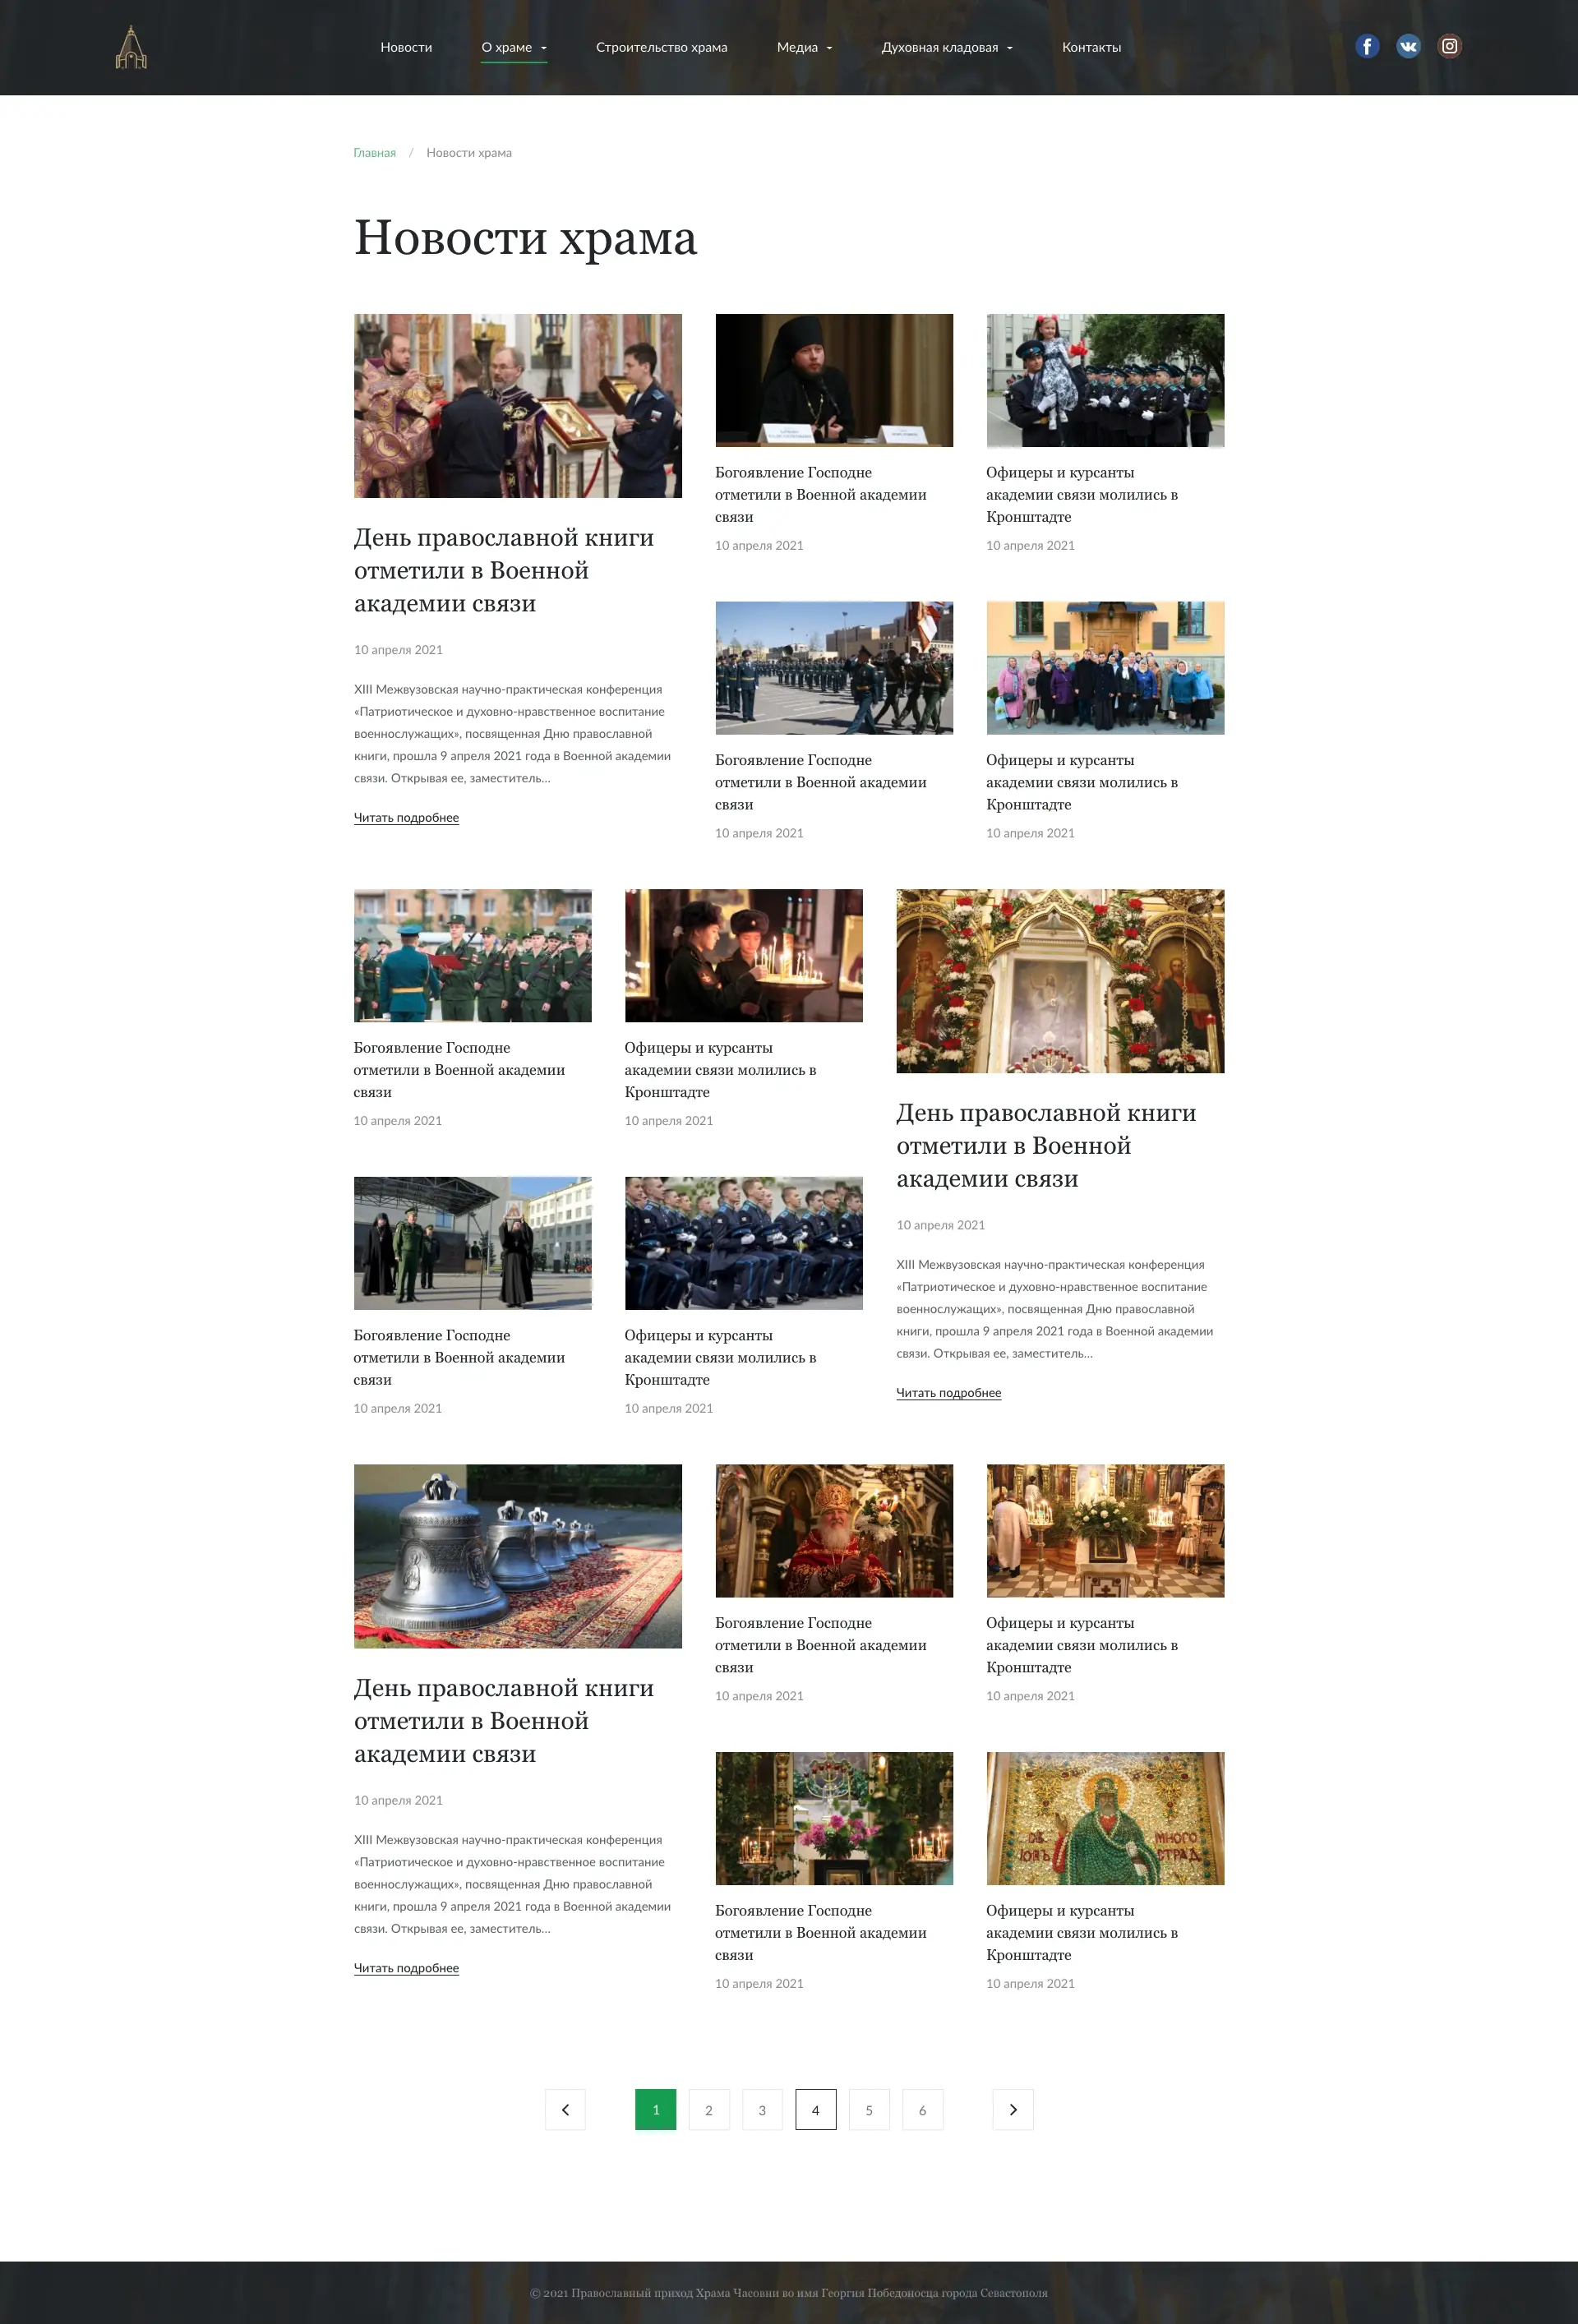 Новости О храме Строительство храма Медиа Духовная кладовая Контакты
Главная / Новости храма
Новости храма
День православной книги
отметили в Военной
академии связи
10 апреля 2021
XIII Межвузовская научно-практическая конференция
«Патриотическое и духовно-нравственное воспитание
военнослужащих», посвященная Дню православной
книги, прошла 9 апреля 2021 года в Военной академии
связи. Открывая ее, заместитель...
Читать подробнее
Богоявление Господне
отметили в Военной академии
связи
10 апреля 2021
Офицеры и курсанты
академии связи молились в
Кронштадте
10 апреля 2021
Богоявление Господне
отметили в Военной академии
связи
10 апреля 2021
Офицеры и курсанты
академии связи молились в
Кронштадте
10 апреля 2021
Богоявление Господне
отметили в Военной академии
связи
10 апреля 2021
Офицеры и курсанты
академии связи молились в
Кронштадте
10 апреля 2021
Богоявление Господне
отметили в Военной академии
связи
10 апреля 2021
Офицеры и курсанты
академии связи молились в
Кронштадте
10 апреля 2021
День православной книги
отметили в Военной
академии связи
10 апреля 2021
XIII Межвузовская научно-практическая конференция
«Патриотическое и духовно-нравственное воспитание
военнослужащих», посвященная Дню православной
книги, прошла 9 апреля 2021 года в Военной академии
связи. Открывая ее, заместитель...
Читать подробнее
День православной книги
отметили в Военной
академии связи
10 апреля 2021
XIII Межвузовская научно-практическая конференция
«Патриотическое и духовно-нравственное воспитание
военнослужащих», посвященная Дню православной
книги, прошла 9 апреля 2021 года в Военной академии
связи. Открывая ее, заместитель...
Читать подробнее
Богоявление Господне
отметили в Военной академии
связи
10 апреля 2021
Офицеры и курсанты
академии связи молились в
Кронштадте
10 апреля 2021
Богоявление Господне
отметили в Военной академии
связи
10 апреля 2021
МНОГО
СТРАД
Офицеры и курсанты
академии связи молились в
Кронштадте
10 апреля 2021
1 2 3 4 5 6
© 2021 Православный приход Храма Часовни во имя Георгия Победоносца города Севастополя